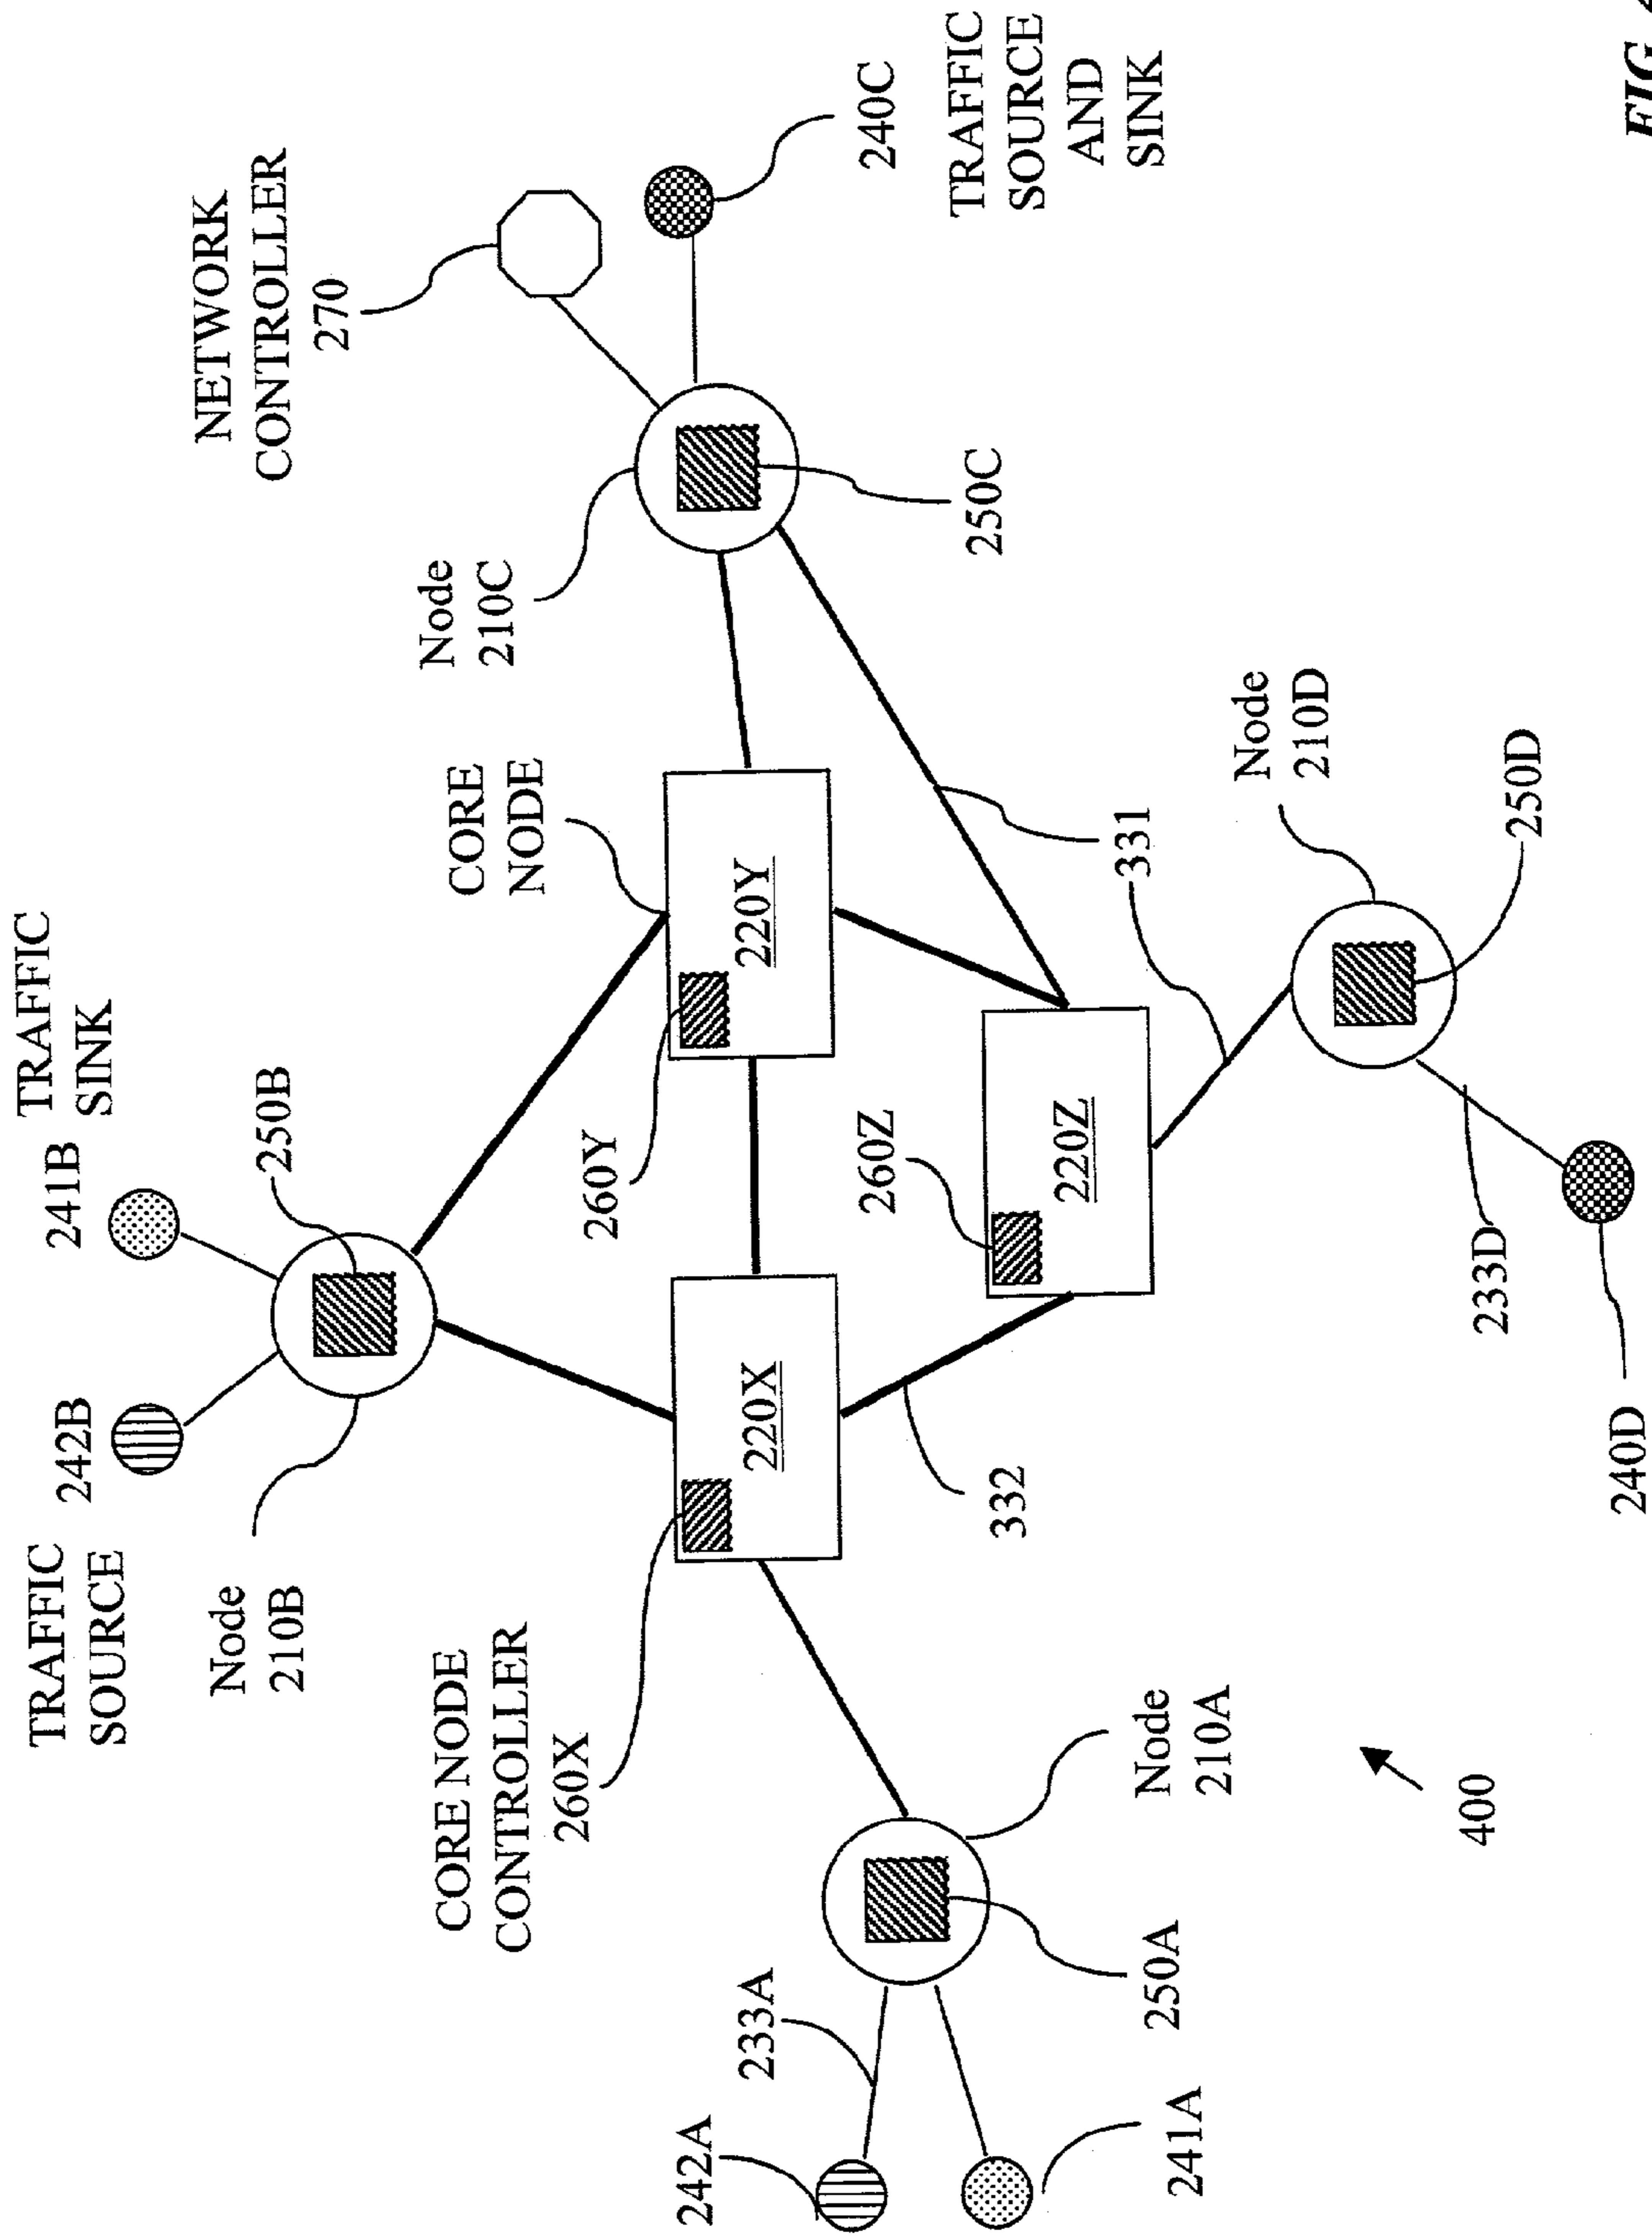 TRAFFIC
SOURCE
242B
241B
TRAFFIC
SINK
Node
210B
250B
NETWORK
CONTROLLER
270
CORE NODE
CONTROLLER
260X
CORE
NODE
Node
210C
240C
TRAFFIC
SOURCE
AND
SINK
260Y
220X
220Y
250C
242A
233A
260Z
220Z
332
331
241A
250A
Node
210A
Node
210D
250D
233D
240D
400
FIG.